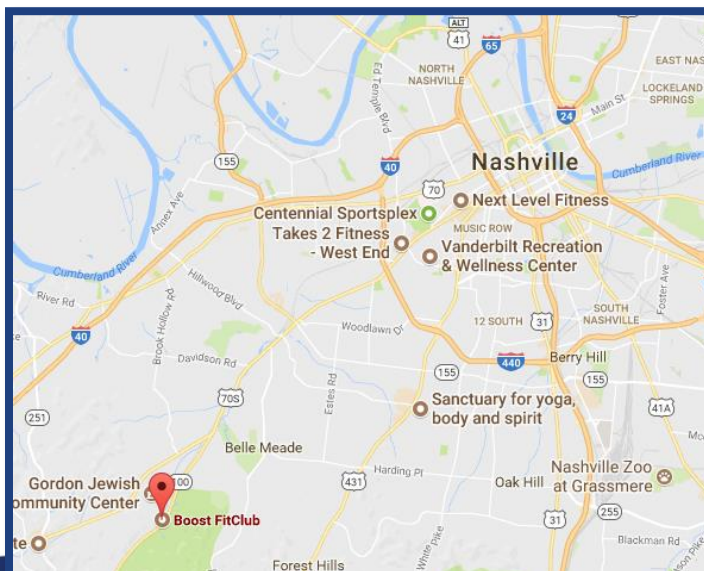 ALT
41
65
NORTH
NASHVILLE
EAST NAS
LOCKELAND
SPRINGS
Ed Temple Blvd
Main St
24
155
40
Nashville
Cumberland River
Annex Ave
70
31
Centennial Sportsplex
Next Level Fitness
Takes 2 Fitness
- West End
MUSIC ROW
Vanderbilt Recreation
& Wellness Center
Cumberland River
River Rd
Hillwood Blvd
Brook Hollow Rd
Foster Ave
40
Woodlawn Dr
12 SOUTH
31
SOUTH
NASHVILLE
Davidson Rd
440
Berry Hill
155
155
Estes Rd
70S
251
Sanctuary for yoga,
body and spirit
41A
Belle Meade
Gordon Jewish
ommunity Center
100
431
Harding Pl
Oak Hill
Nashville Zoo
at Grassmere
Boost FitClub
31
255
te
White Pike
Blackman Rd
Forest Hills